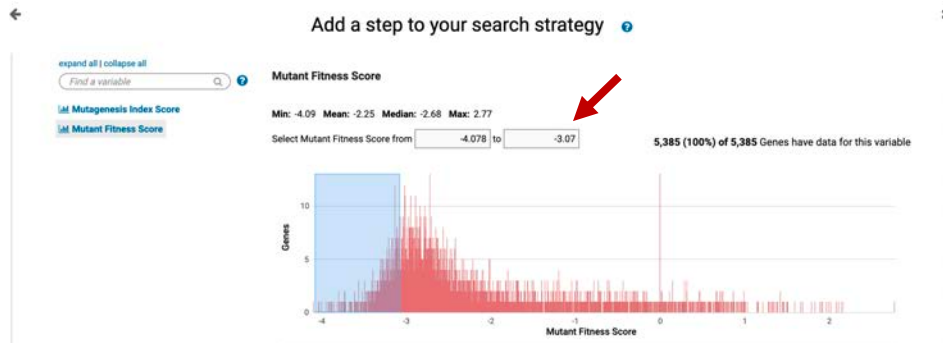 Add a step to your search strategy ?
expand all | collapse all
Find a variable
?
Mutagenesis Index Score
Mutant Fitness Score
Mutant Fitness Score
Min: -4.09 Mean: -2.25 Median: -2.68 Max: 2.77
Select Mutant Fitness Score from -4.078 to -3.07
5,385 (100%) of 5,385 Genes have data for this variable
10
5
0
Genes
-4 -3 -2 -1 0 1 2
Mutant Fitness Score